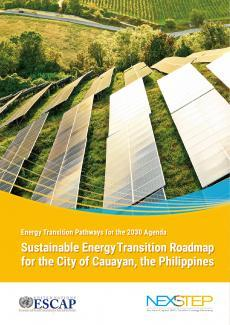 Energy Transition Pathways for the 2030 Agenda
Sustainable Energy Transition Roadmap
for the City of Cauayan, the Philippines
ESCAP
NEXSTEP